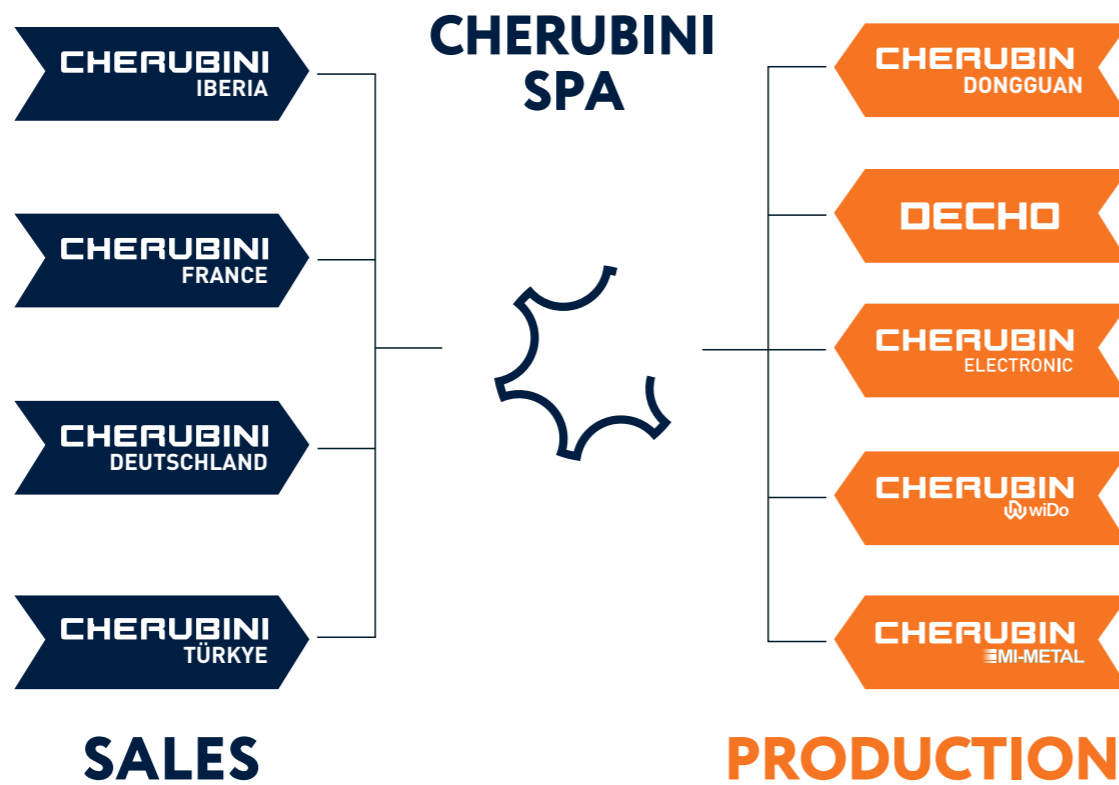 CHERUBINI
SPA
CHERUBINI
IBERIA
CHERUBINI
FRANCE
CHERUBINI
DEUTSCHLAND
CHERUBINI
TÜRKYE
SALES
CHERUBIN
DONGGUAN
DECHO
CHERUBIN
ELECTRONIC
CHERUBIN
wiDo
CHERUBIN
MI-METAL
PRODUCTION